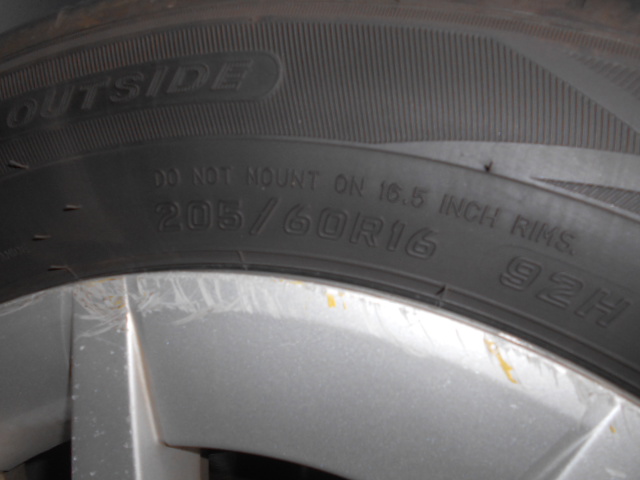 OUTSIDE
DO NOT MOUNT ON 16.5 INCH RIMS.
205/60R16 92H